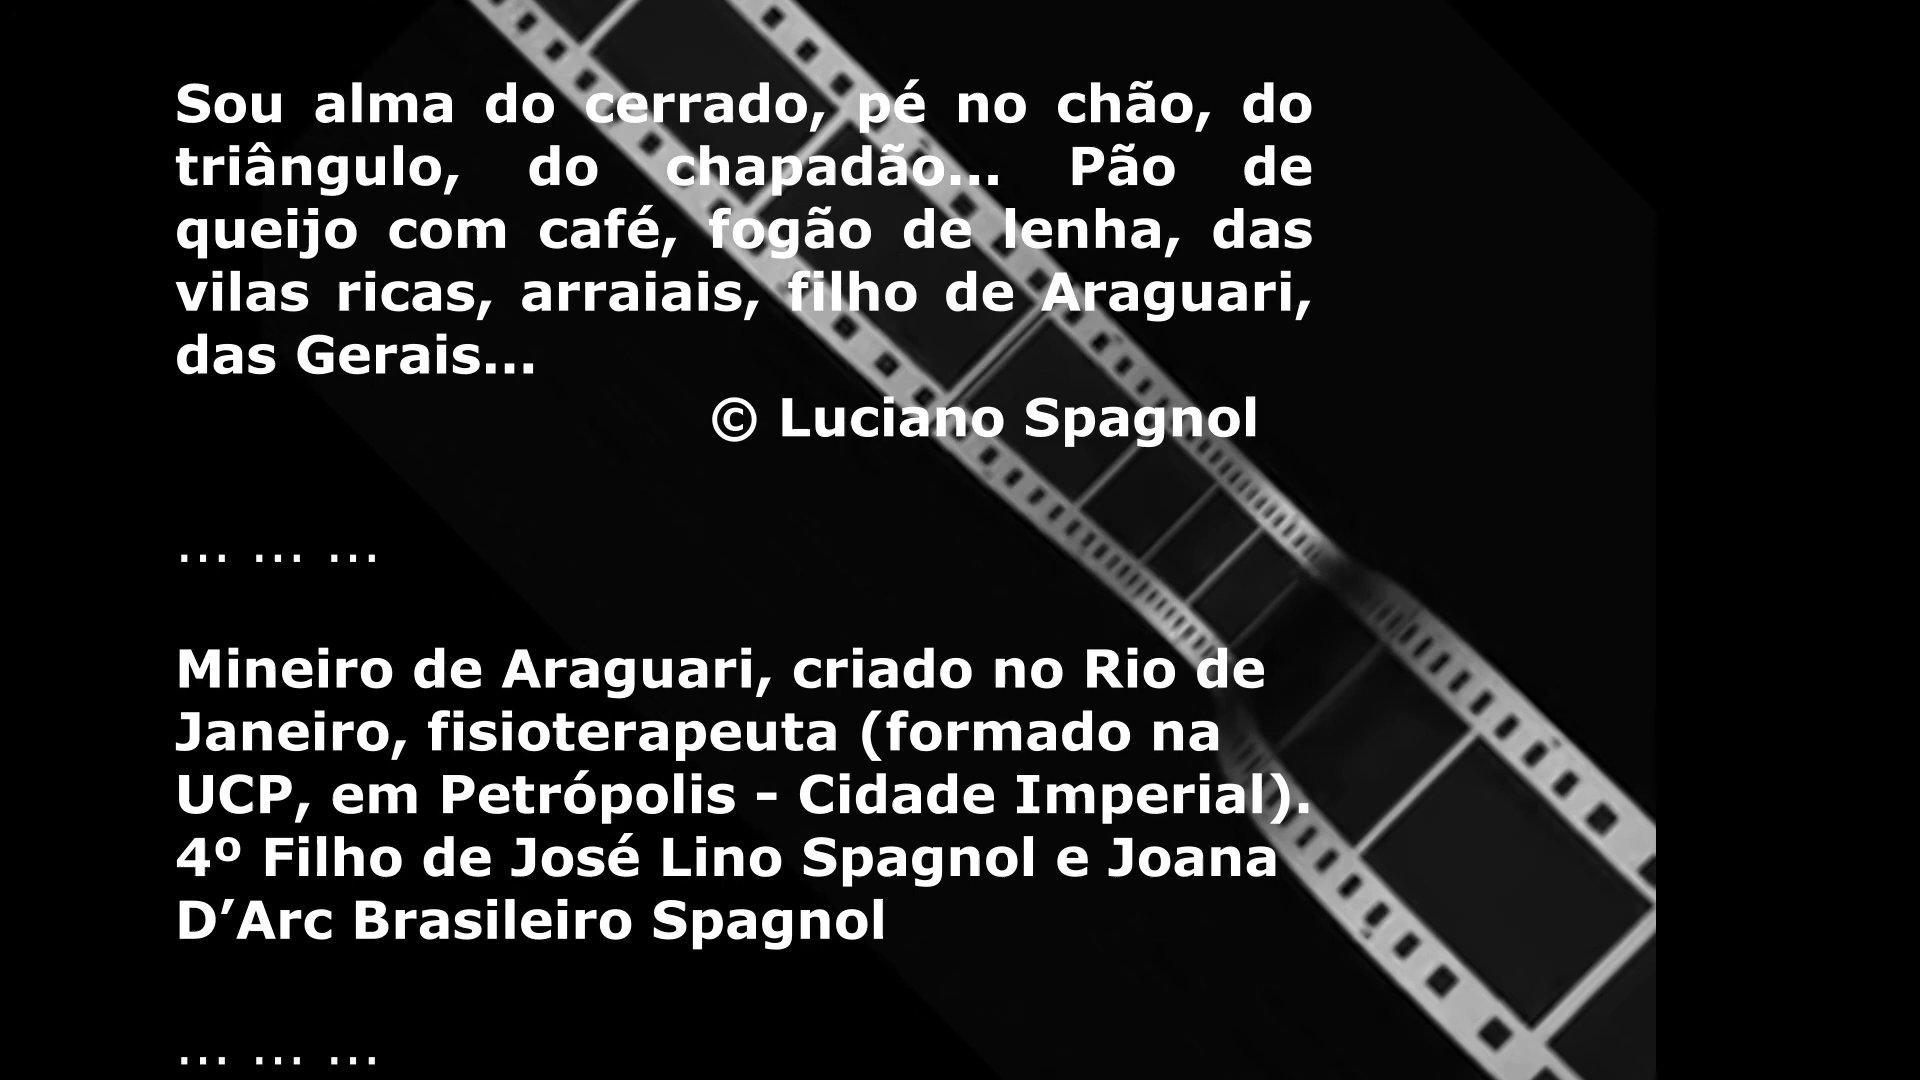 Sou alma do cerrado, pé no chão, do
triângulo, do chapadão... Pão de
queijo com café, fogão de lenha, das
vilas ricas, arraiais, filho de Araguari,
das Gerais...
© Luciano Spagnol
... ... ...
Mineiro de Araguari, criado no Rio de
Janeiro, fisioterapeuta (formado na
UCP, em Petrópolis – Cidade Imperial).
4º Filho de José Lino Spagnol e Joana
D’Arc Brasileiro Spagnol
... ... ...